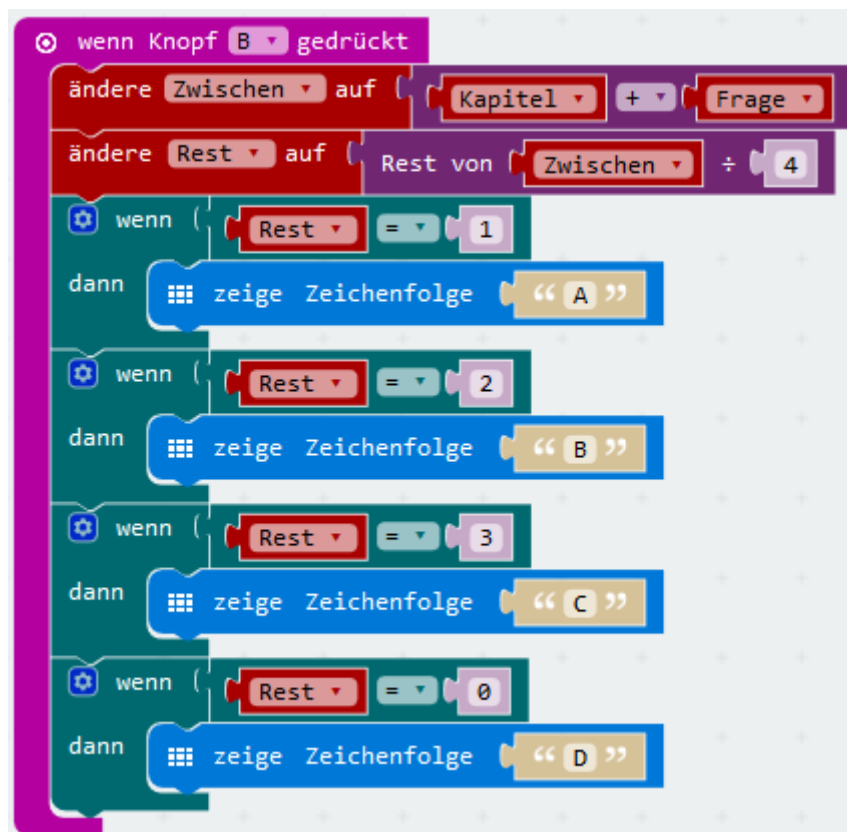 wenn Knopf B gedrückt
ändere Zwischen auf Kapitel + Frage
ändere Rest auf Rest von Zwischen ÷ 4
wenn Rest = 1
dann zeige Zeichenfolge “ A ”
wenn Rest = 2
dann zeige Zeichenfolge “ B ”
wenn Rest = 3
dann zeige Zeichenfolge “ C ”
wenn Rest = 0
dann zeige Zeichenfolge “ D ”